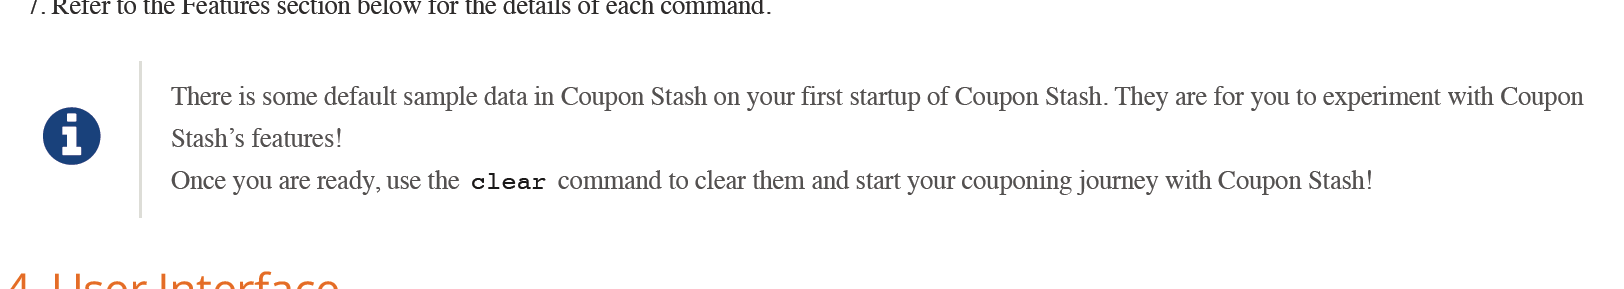 7. Refer to the Features section below for the details of each command.
There is some default sample data in Coupon Stash on your first startup of Coupon Stash. They are for you to experiment with Coupon
Stash’s features!
Once you are ready, use the clear command to clear them and start your couponing journey with Coupon Stash!
4. User Interface